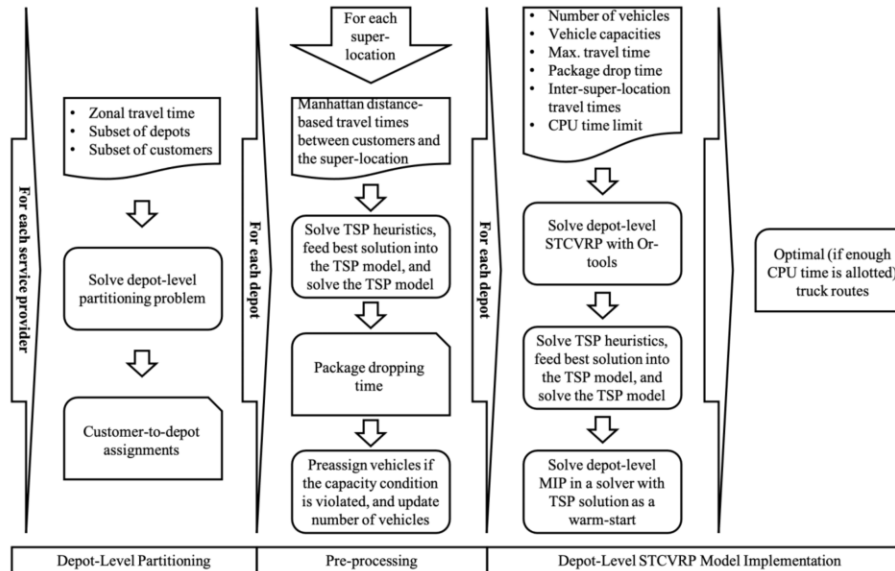 For each service provider
• Zonal travel time
• Subset of depots
• Subset of customers
Solve depot-level
partitioning problem
Customer-to-depot
assignments
For each depot
For each
super-
location
Manhattan distance-
based travel times
between customers and
the super-location
Solve TSP heuristics,
feed best solution into
the TSP model, and
solve the TSP model
Package dropping
time
Preassign vehicles if
the capacity condition
is violated, and update
number of vehicles
For each depot
• Number of vehicles
• Vehicle capacities
• Max. travel time
• Package drop time
• Inter-super-location
travel times
• CPU time limit
Solve depot-level
STCVRP with Or-
tools
Solve TSP heuristics,
feed best solution into
the TSP model, and
solve the TSP model
Solve depot-level
MIP in a solver with
TSP solution as a
warm-start
Optimal (if enough
CPU time is allotted)
truck routes
Depot-Level Partitioning
Pre-processing
Depot-Level STCVRP Model Implementation